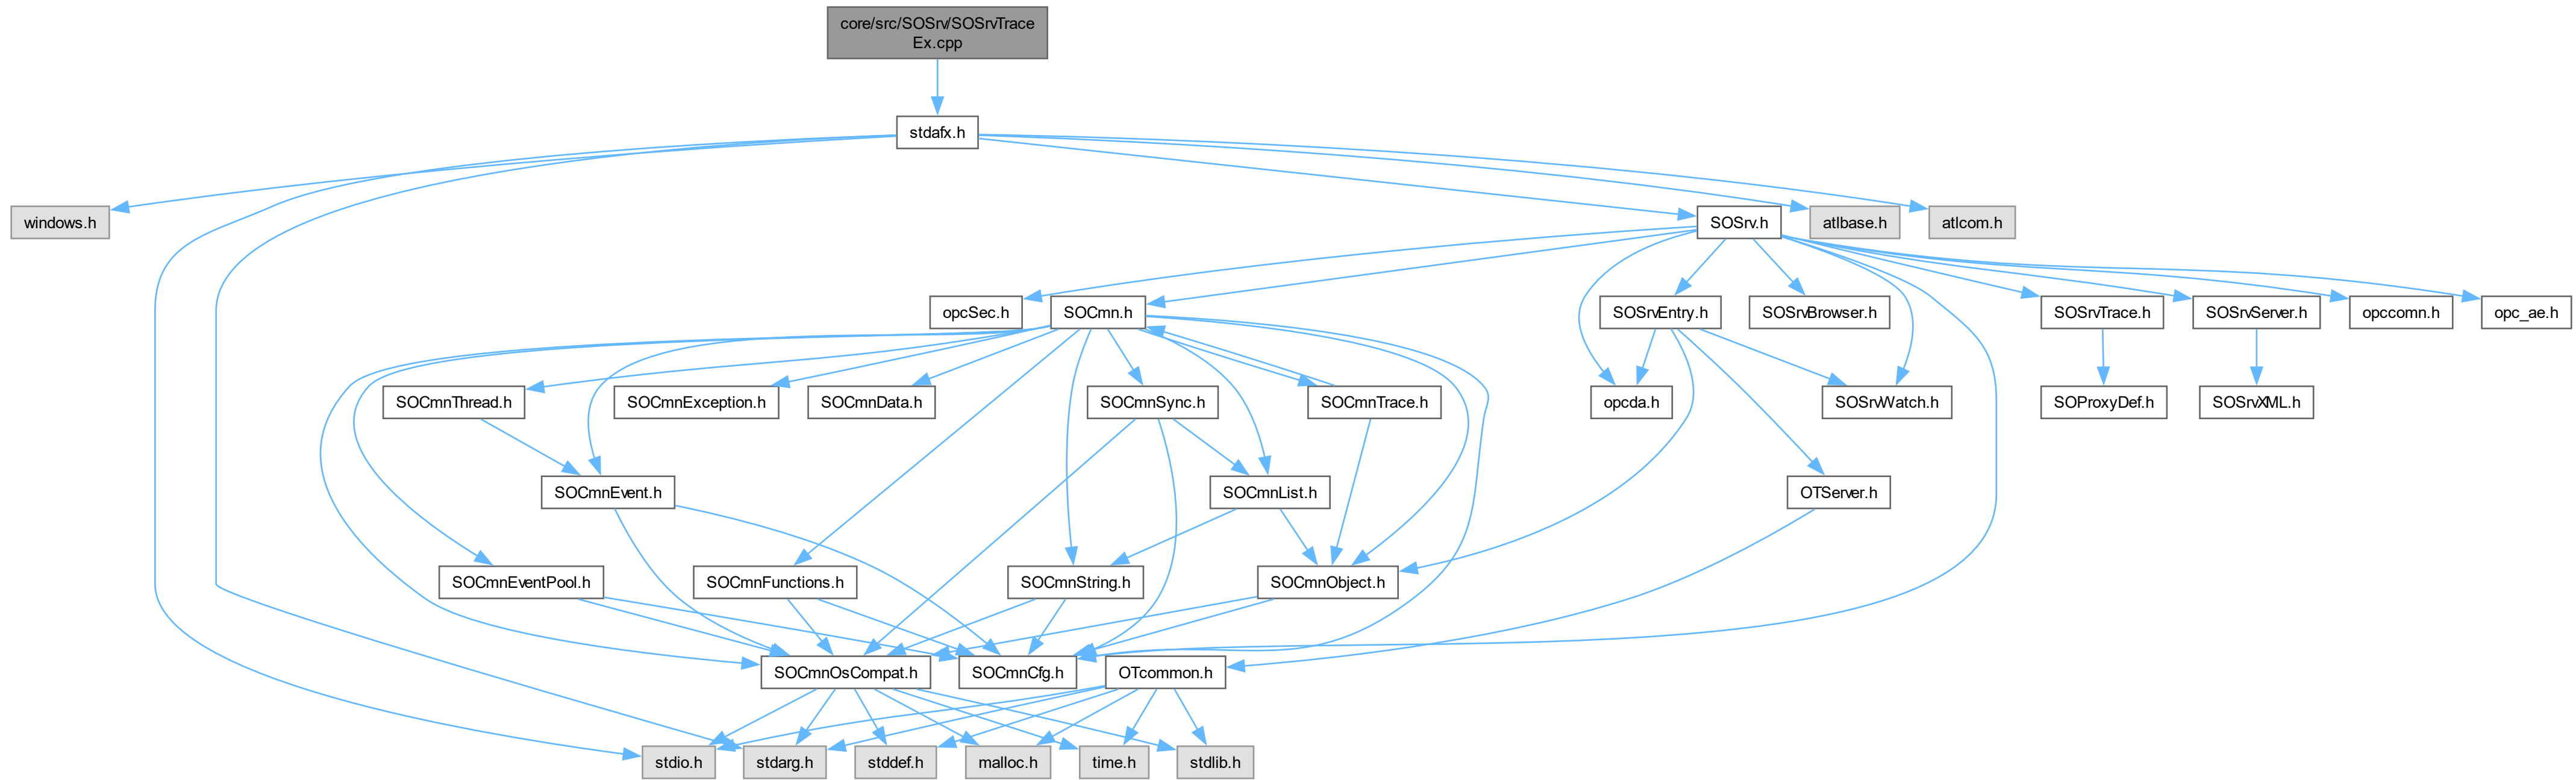 core/src/SOSrv/SOSrvTrace
Ex.cpp
stdafx.h
windows.h
SOSrv.h
atlbase.h
atlcom.h
opcSec.h
SOCmn.h
SOSrvEntry.h
SOSrvBrowser.h
SOSrvTrace.h
SOSrvServer.h
opccomn.h
opc_ae.h
SOCmnThread.h
SOCmnException.h
SOCmnData.h
SOCmnSync.h
SOCmnTrace.h
opcda.h
SOSrvWatch.h
SOProxyDef.h
SOSrvXML.h
SOCmnEvent.h
SOCmnList.h
OTServer.h
SOCmnEventPool.h
SOCmnFunctions.h
SOCmnString.h
SOCmnObject.h
SOCmnOsCompat.h
SOCmnCfg.h
OTcommon.h
stdio.h
stdarg.h
stddef.h
malloc.h
time.h
stdlib.h